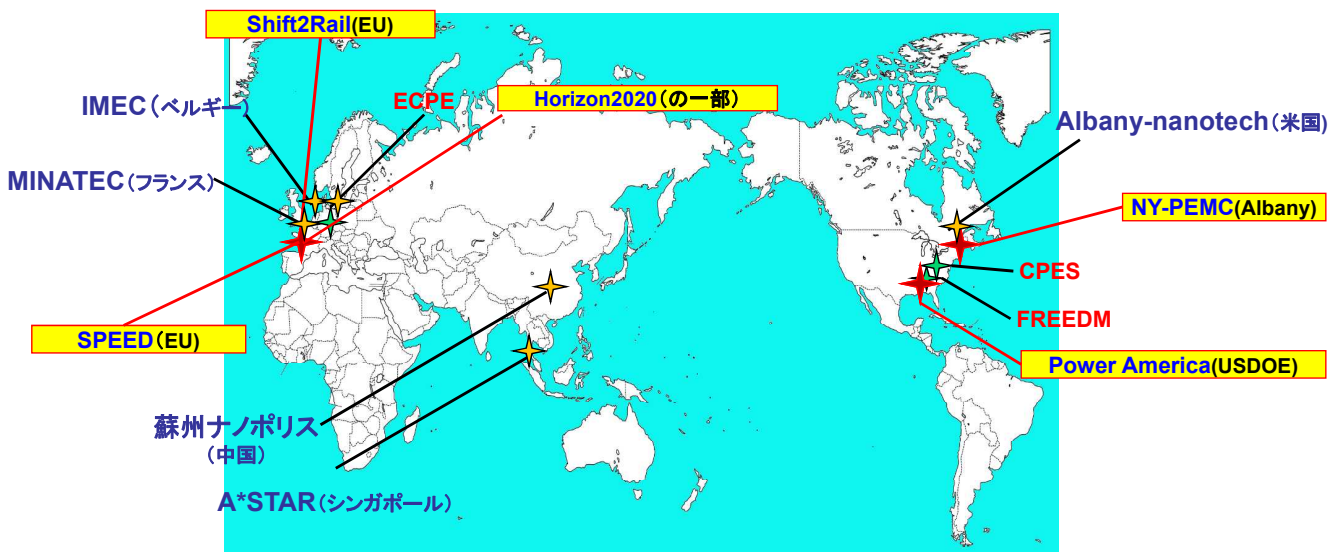 Shift2Rail(EU)
IMEC（ベルギー）
ECPE
Horizon2020（の一部）
Albany-nanotech（米国)
MINATEC（フランス）
NY-PEMC(Albany)
CPES
FREEDM
SPEED（EU)
Power America(USDOE)
蘇州ナノポリス
（中国）
A*STAR（シンガポール）